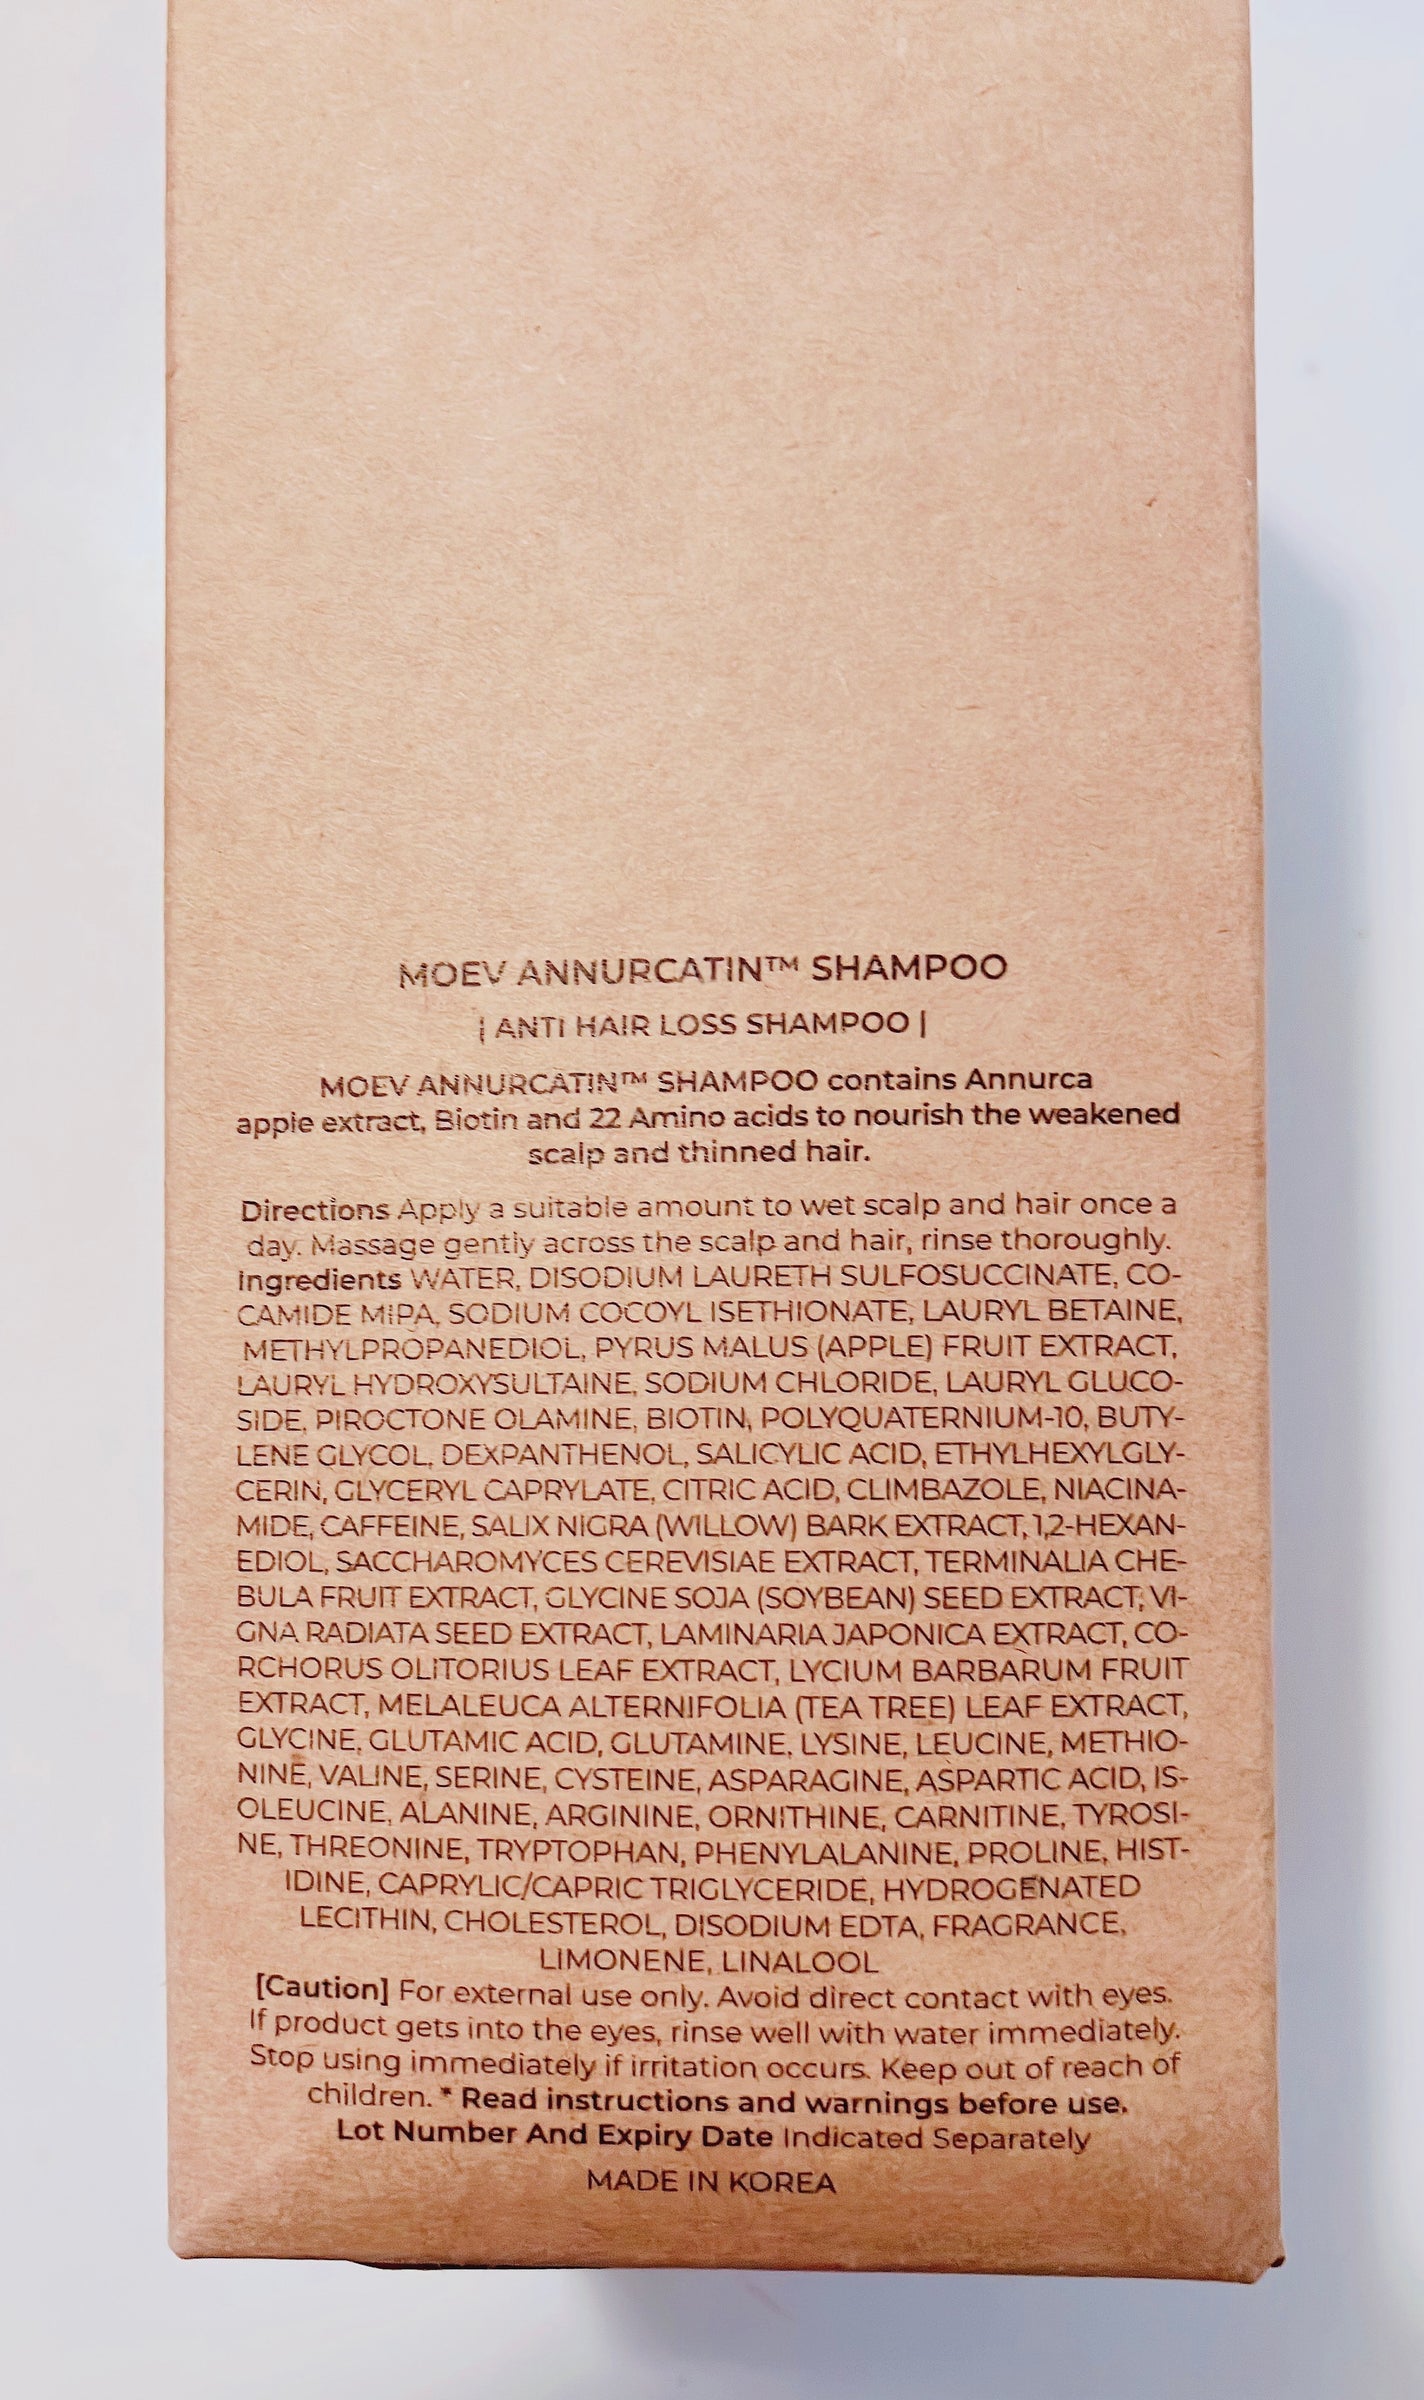 MOEV ANNURCATIN™ SHAMPOO
| ANTI HAIR LOSS SHAMPOO |
MOEV ANNURCATIN™ SHAMPOO contains Annurca
apple extract, Biotin and 22 Amino acids to nourish the weakened
scalp and thinned hair.
Directions Apply a suitable amount to wet scalp and hair once a
day. Massage gently across the scalp and hair, rinse thoroughly.
Ingredients WATER, DISODIUM LAURETH SULFOSUCCINATE, CO-
CAMIDE MIPA, SODIUM COCOYL ISETHIONATE, LAURYL BETAINE,
METHYLPROPANEDIOL, PYRUS MALUS (APPLE) FRUIT EXTRACT,
LAURYL HYDROXYSULTAINE, SODIUM CHLORIDE, LAURYL GLUCO-
SIDE, PIROCTONE OLAMINE, BIOTIN, POLYQUATERNIUM-10, BUTY-
LENE GLYCOL, DEXPANTHENOL, SALICYLIC ACID, ETHYLHEXYLGLY-
CERIN, GLYCERYL CAPRYLATE, CITRIC ACID, CLIMBAZOLE, NIACINA-
MIDE, CAFFEINE, SALIX NIGRA (WILLOW) BARK EXTRACT, 1,2-HEXAN-
EDIOL, SACCHAROMYCES CEREVISIAE EXTRACT, TERMINALIA CHE-
BULA FRUIT EXTRACT, GLYCINE SOJA (SOYBEAN) SEED EXTRACT, VI-
GNA RADIATA SEED EXTRACT, LAMINARIA JAPONICA EXTRACT, CO-
RCHORUS OLITORIUS LEAF EXTRACT, LYCIUM BARBARUM FRUIT
EXTRACT, MELALEUCA ALTERNIFOLIA (TEA TREE) LEAF EXTRACT,
GLYCINE, GLUTAMIC ACID, GLUTAMINE, LYSINE, LEUCINE, METHIO-
NINE, VALINE, SERINE, CYSTEINE, ASPARAGINE, ASPARTIC ACID, IS-
OLEUCINE, ALANINE, ARGININE, ORNITHINE, CARNITINE, TYROSI-
NE, THREONINE, TRYPTOPHAN, PHENYLALANINE, PROLINE, HIST-
IDINE, CAPRYLIC/CAPRIC TRIGLYCERIDE, HYDROGENATED
LECITHIN, CHOLESTEROL, DISODIUM EDTA, FRAGRANCE,
LIMONENE, LINALOOL
[Caution] For external use only. Avoid direct contact with eyes.
If product gets into the eyes, rinse well with water immediately.
Stop using immediately if irritation occurs. Keep out of reach of
children. * Read instructions and warnings before use.
Lot Number And Expiry Date Indicated Separately
MADE IN KOREA